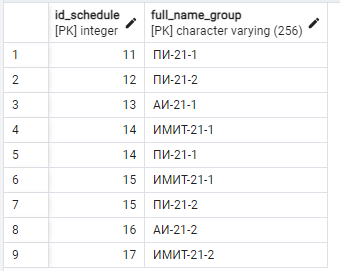 id_schedule full_name_group
[PK] integer [PK] character varying (256)
1 11 ПИ-21-1
2 12 ПИ-21-2
3 13 АИ-21-1
4 14 ИМИТ-21-1
5 14 ПИ-21-1
6 15 ИМИТ-21-1
7 15 ПИ-21-2
8 16 АИ-21-2
9 17 ИМИТ-21-2